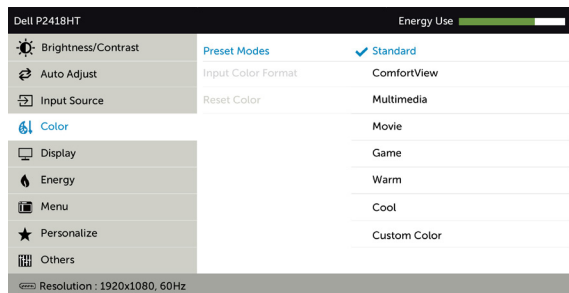 Dell P2418HT
Energy Use
Brightness/Contrast
Auto Adjust
Input Source
Color
Display
Energy
Menu
Personalize
Others
Preset Modes
Input Color Format
Reset Color
Standard
ComfortView
Multimedia
Movie
Game
Warm
Cool
Custom Color
Resolution : 1920x1080, 60Hz